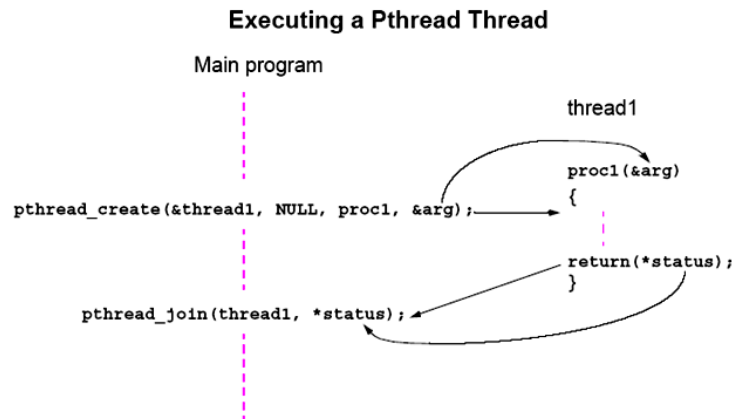 Executing a Pthread Thread
Main program
thread1
proc1(&arg)
{
pthread_create(&thread1, NULL, proc1, &arg);
return(*status);
}
pthread_join(thread1, *status);